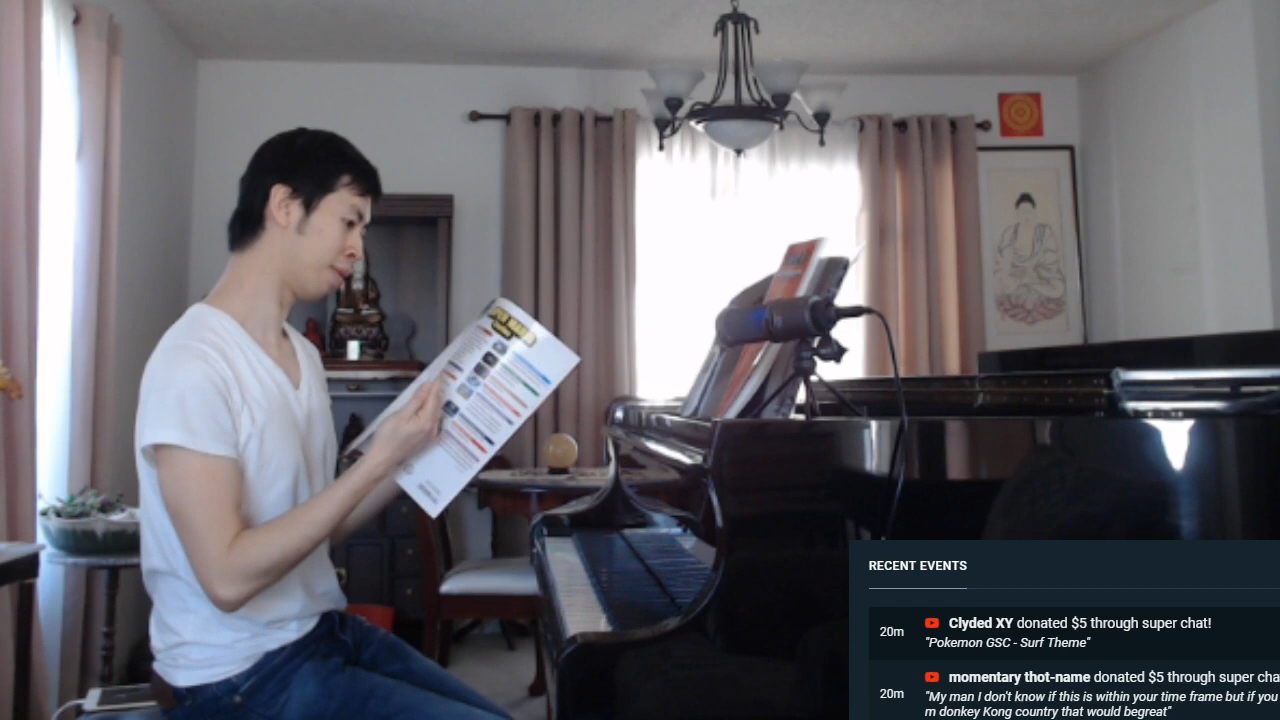 SUPER MARIO
RECENT EVENTS
20m
Clyded XY donated $5 through super chat!
"Pokemon GSC - Surf Theme"
20m
momentary thot-name donated $5 through super cha
"My man I don't know if this is within your time frame but if you
m donkey Kong country that would begreat"